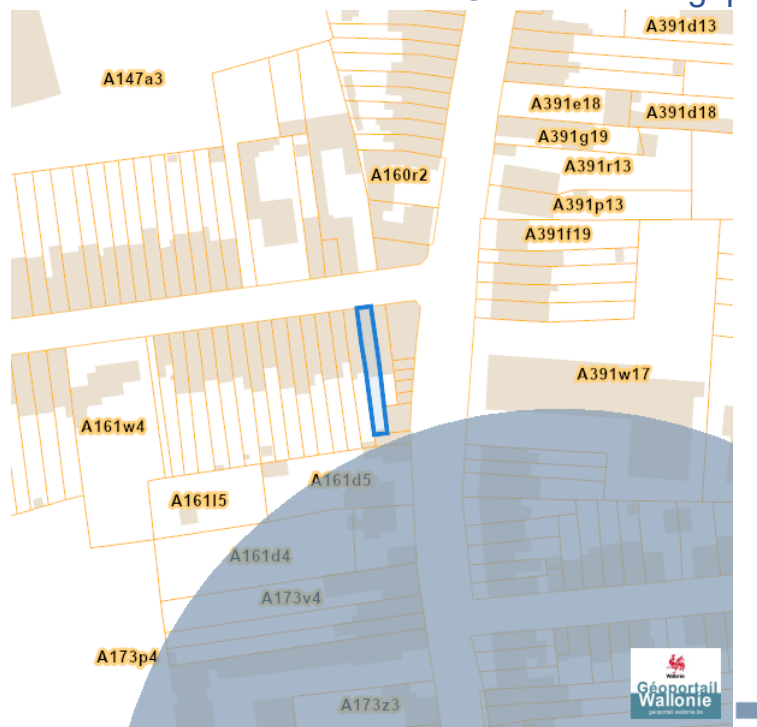 A391d13
A147a3
A391e18
A391d18
A391g19
A391r13
A160r2
A391p13
A391f19
A391w17
A161w4
A161d5
A161l5
A161d4
A173v4
A173p4
A173z3
Wallonie
Géoportail
Wallonie
geoportail.wallonie.be